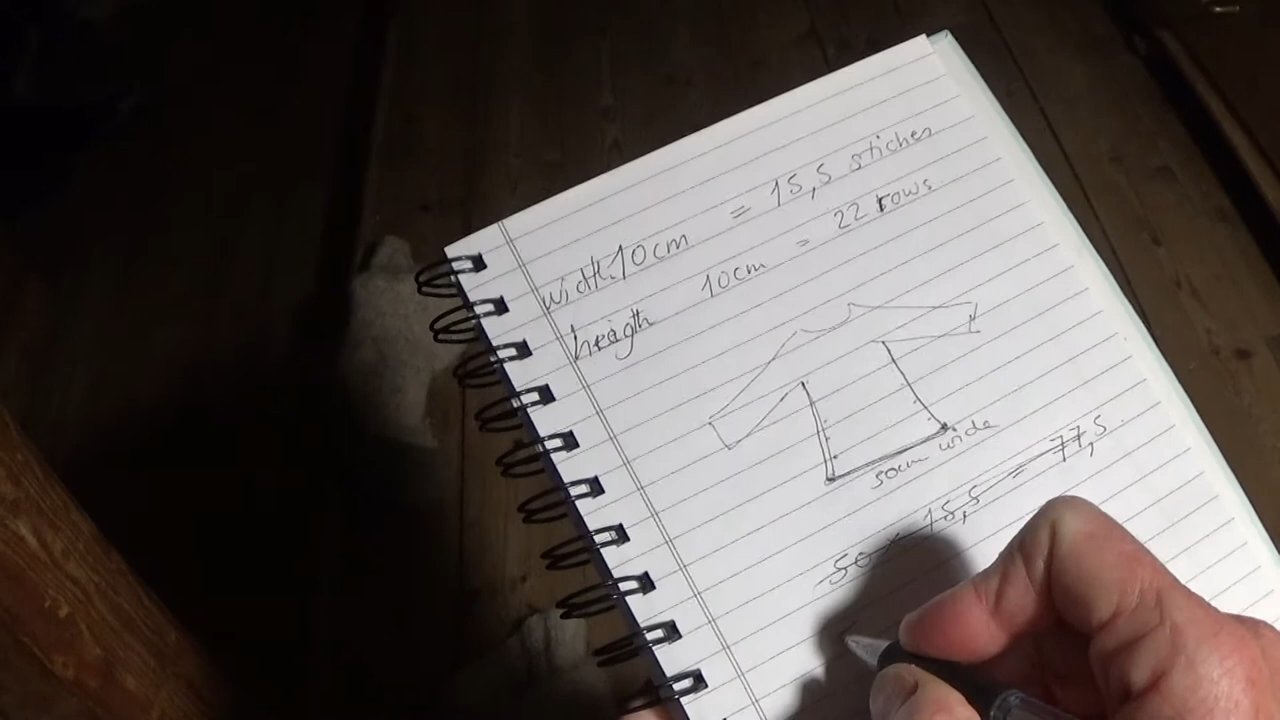 width 10cm = 15,5 stiches
heigth 10cm = 22 rows
50cm wide
50 x 15,5 = 77,5